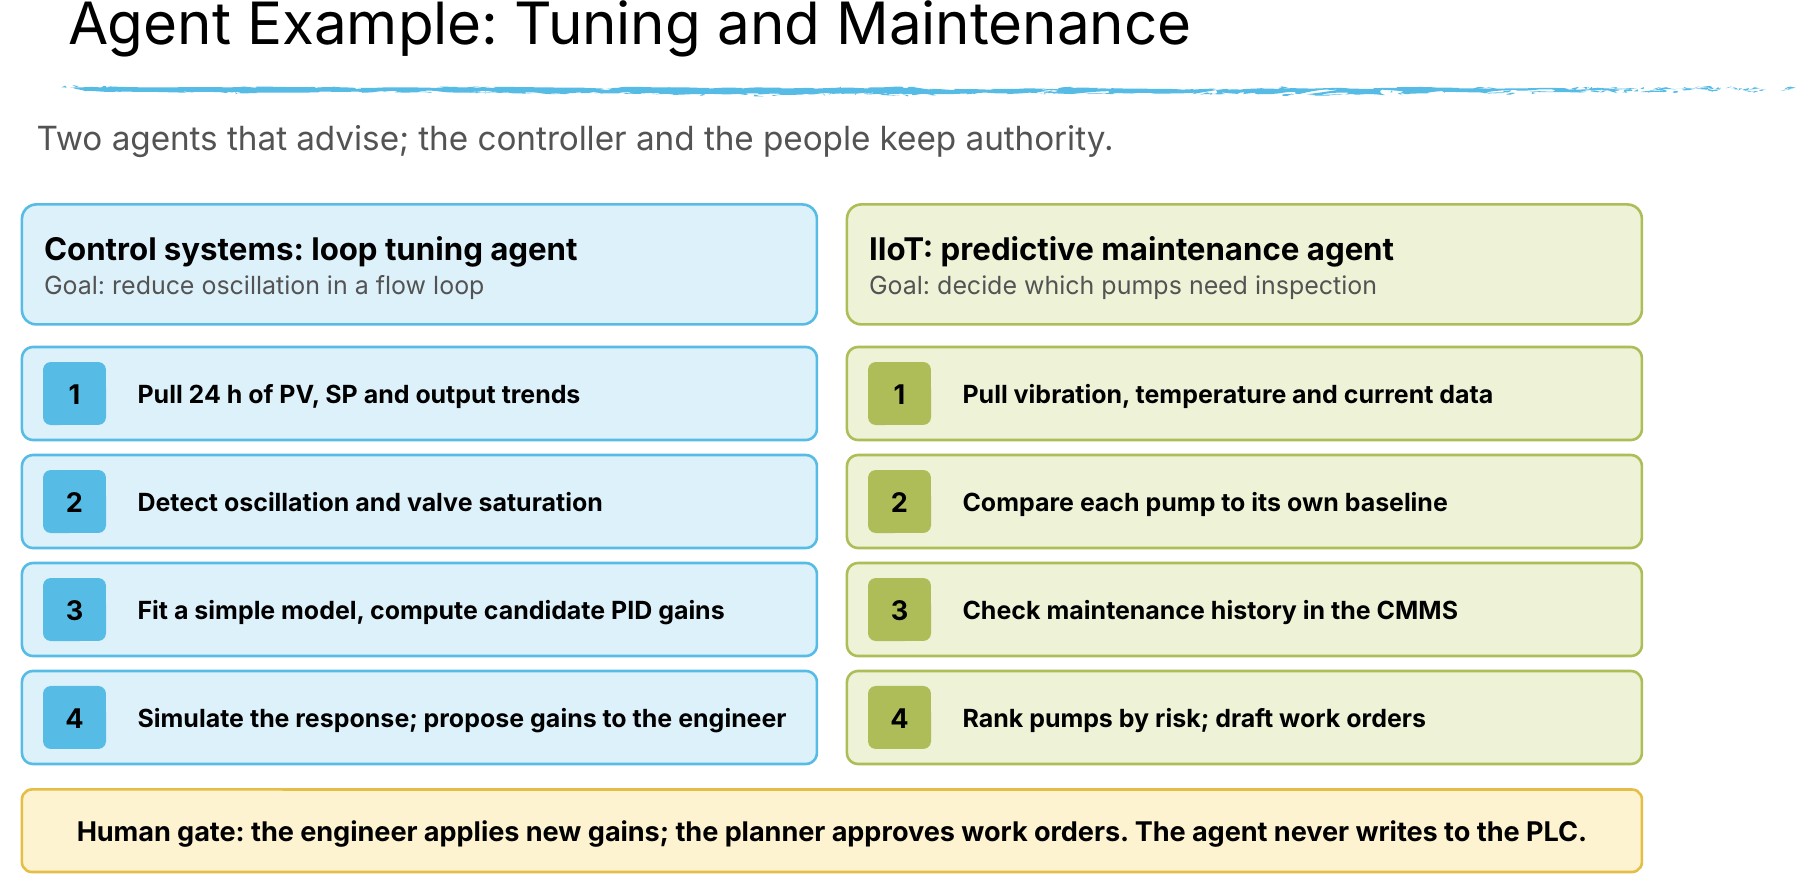 Agent Example: Tuning and Maintenance
Two agents that advise; the controller and the people keep authority.
Control systems: loop tuning agent
Goal: reduce oscillation in a flow loop
1 Pull 24 h of PV, SP and output trends
2 Detect oscillation and valve saturation
3 Fit a simple model, compute candidate PID gains
4 Simulate the response; propose gains to the engineer
IIoT: predictive maintenance agent
Goal: decide which pumps need inspection
1 Pull vibration, temperature and current data
2 Compare each pump to its own baseline
3 Check maintenance history in the CMMS
4 Rank pumps by risk; draft work orders
Human gate: the engineer applies new gains; the planner approves work orders. The agent never writes to the PLC.